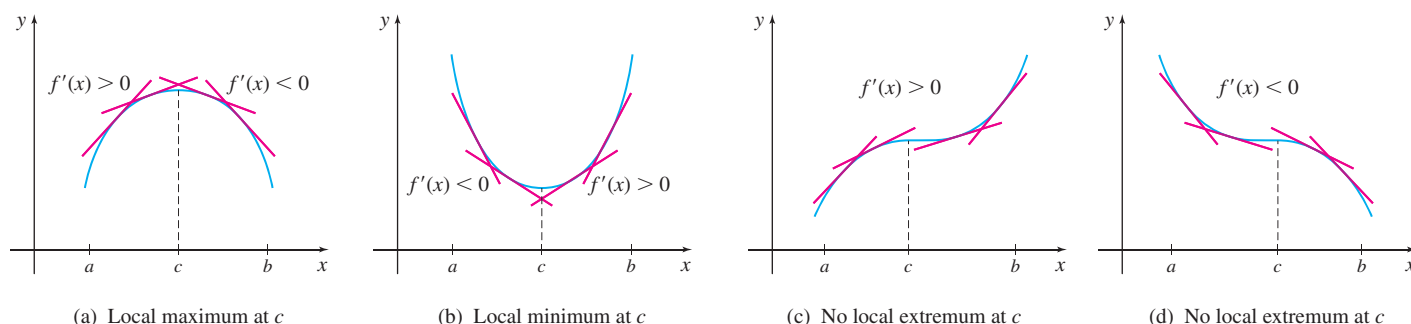 y
f′(x) > 0
f′(x) < 0
a
c
b
x
(a) Local maximum at c
y
f′(x) < 0
f′(x) > 0
a
c
b
x
(b) Local minimum at c
y
f′(x) > 0
a
c
b
x
(c) No local extremum at c
y
f′(x) < 0
a
c
b
x
(d) No local extremum at c